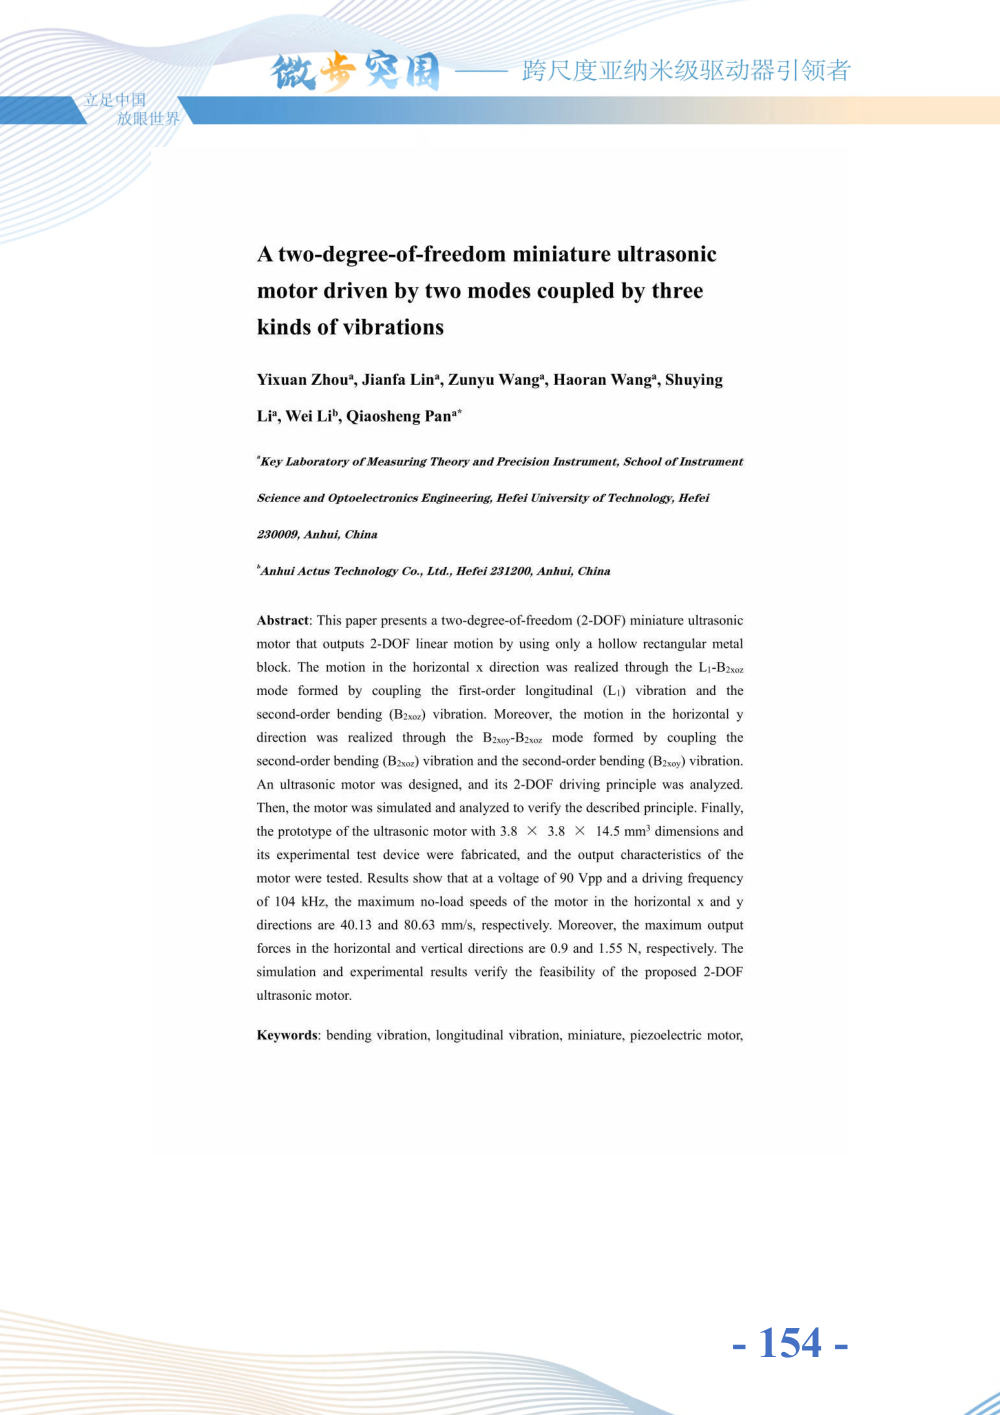 微步突围 —— 跨尺度亚纳米级驱动器引领者
立足中国
放眼世界
A two-degree-of-freedom miniature ultrasonic
motor driven by two modes coupled by three
kinds of vibrations
Yixuan Zhouᵃ, Jianfa Linᵃ, Zunyu Wangᵃ, Haoran Wangᵃ, Shuying
Liᵃ, Wei Liᵇ, Qiaosheng Panᵃ*
ᵃKey Laboratory of Measuring Theory and Precision Instrument, School of Instrument
Science and Optoelectronics Engineering, Hefei University of Technology, Hefei
230009, Anhui, China
ᵇAnhui Actus Technology Co., Ltd., Hefei 231200, Anhui, China
Abstract: This paper presents a two-degree-of-freedom (2-DOF) miniature ultrasonic
motor that outputs 2-DOF linear motion by using only a hollow rectangular metal
block. The motion in the horizontal x direction was realized through the L₁-B₂ₓₒz
mode formed by coupling the first-order longitudinal (L₁) vibration and the
second-order bending (B₂ₓₒz) vibration. Moreover, the motion in the horizontal y
direction was realized through the B₂ₓₒy-B₂ₓₒz mode formed by coupling the
second-order bending (B₂ₓₒz) vibration and the second-order bending (B₂ₓₒy) vibration.
An ultrasonic motor was designed, and its 2-DOF driving principle was analyzed.
Then, the motor was simulated and analyzed to verify the described principle. Finally,
the prototype of the ultrasonic motor with 3.8 × 3.8 × 14.5 mm³ dimensions and
its experimental test device were fabricated, and the output characteristics of the
motor were tested. Results show that at a voltage of 90 Vpp and a driving frequency
of 104 kHz, the maximum no-load speeds of the motor in the horizontal x and y
directions are 40.13 and 80.63 mm/s, respectively. Moreover, the maximum output
forces in the horizontal and vertical directions are 0.9 and 1.55 N, respectively. The
simulation and experimental results verify the feasibility of the proposed 2-DOF
ultrasonic motor.
Keywords: bending vibration, longitudinal vibration, miniature, piezoelectric motor,
- 154 -